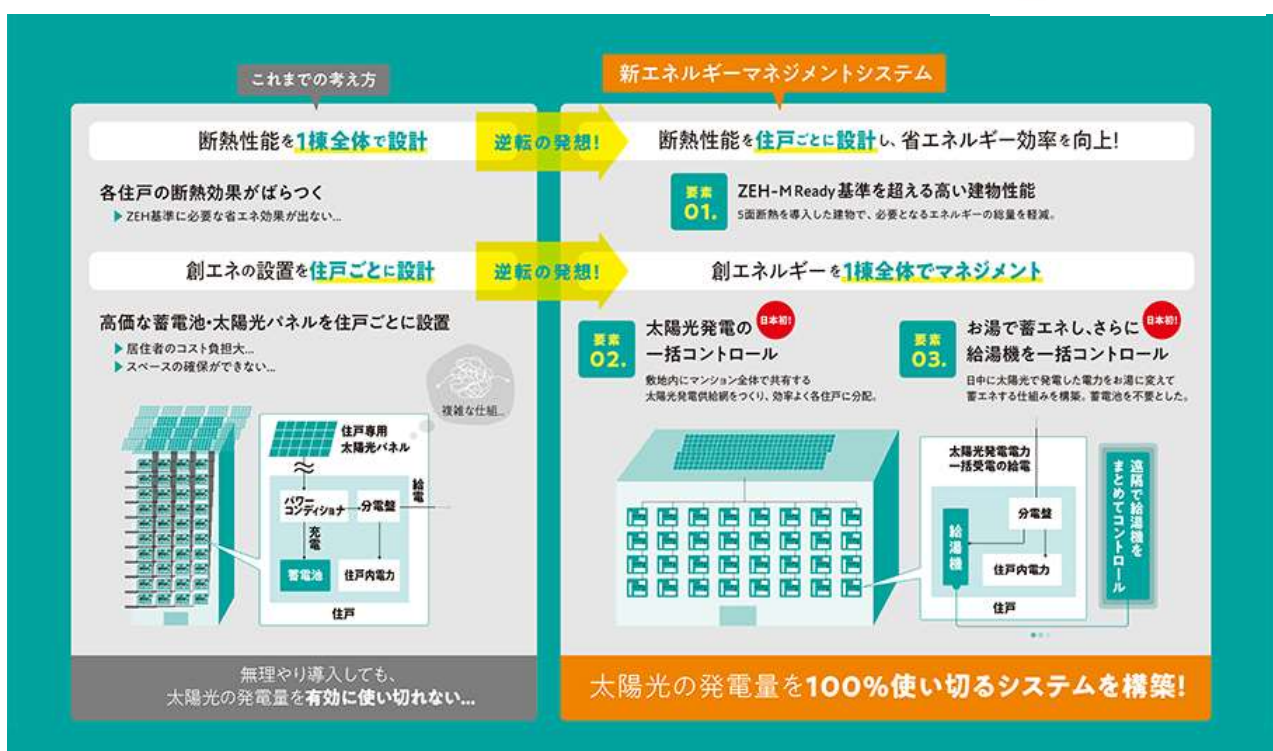 これまでの考え方
断熱性能を1棟全体で設計
各住戸の断熱効果がばらつく
▶ ZEH基準に必要な省エネ効果が出ない...
創エネの設置を住戸ごとに設計
高価な蓄電池・太陽光パネルを住戸ごとに設置
▶ 居住者のコスト負担大...
▶ スペースの確保ができない...
複雑な仕組...
住戸専用
太陽光パネル
パワー
コンディショナ
分電盤
給電
充電
蓄電池
住戸内電力
住戸
無理やり導入しても、
太陽光の発電量を有効に使い切れない...
逆転の発想!
逆転の発想!
新エネルギーマネジメントシステム
断熱性能を住戸ごとに設計し、省エネルギー効率を向上!
要素
01.
ZEH-M Ready基準を超える高い建物性能
5面断熱を導入した建物で、必要となるエネルギーの総量を軽減。
創エネルギーを1棟全体でマネジメント
要素
02.
太陽光発電の
一括コントロール
日本初!
敷地内にマンション全体で共有する
太陽光発電供給網をつくり、効率よく各住戸に分配。
要素
03.
お湯で蓄エネし、さらに
給湯機を一括コントロール
日本初!
日中に太陽光で発電した電力をお湯に変えて
蓄エネする仕組みを構築。蓄電池を不要とした。
太陽光発電電力
一括受電の給電
分電盤
給湯機
住戸内電力
住戸
遠隔で給湯機を
まとめてコントロール
太陽光の発電量を100%使い切るシステムを構築!